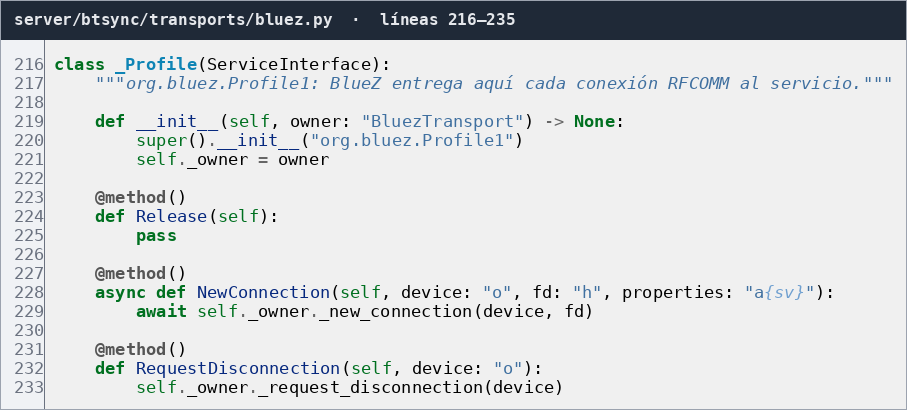 server/btsync/transports/bluez.py  ·  líneas 216–235
216 class _Profile(ServiceInterface):
217     """org.bluez.Profile1: BlueZ entrega aquí cada conexión RFCOMM al servicio."""
218
219     def __init__(self, owner: "BluezTransport") -> None:
220         super().__init__("org.bluez.Profile1")
221         self._owner = owner
222
223     @method()
224     def Release(self):
225         pass
226
227     @method()
228     async def NewConnection(self, device: "o", fd: "h", properties: "a{sv}"):
229         await self._owner._new_connection(device, fd)
230
231     @method()
232     def RequestDisconnection(self, device: "o"):
233         self._owner._request_disconnection(device)